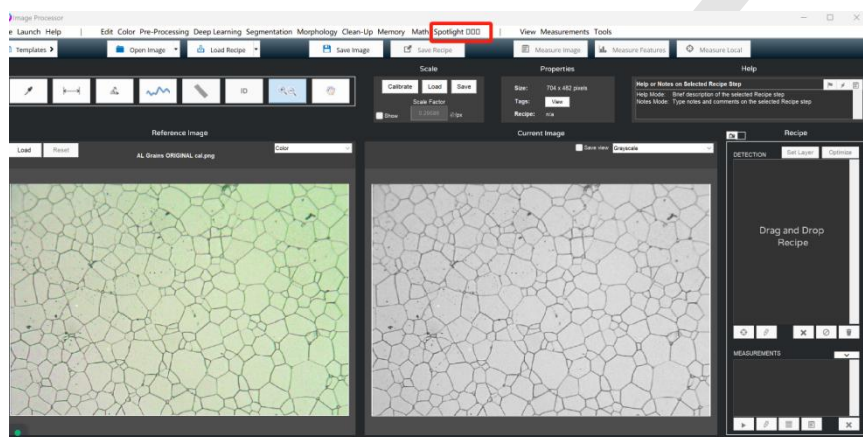 Image Processor
e Launch Help | Edit Color Pre-Processing Deep Learning Segmentation Morphology Clean-Up Memory Math Spotlight □□□ | View Measurements Tools
Templates > Open Image Load Recipe Save Image Save Recipe Measure Image Measure Features Measure Local
Scale Properties Help
ID
Calibrate Load Save
Scale Factor
Show
Size: 704 x 482 pixels
Tags: View
Recipe: n/a
Help or Notes on Selected Recipe Step
Help Mode: Brief description of the selected Recipe step
Notes Mode: Type notes and comments on the selected Recipe step
Reference Image Current Image Recipe
Load Reset AL Grains ORIGINAL cal.png Color
Save view Grayscale
DETECTION Set Layer Optimize
Drag and Drop
Recipe
MEASUREMENTS